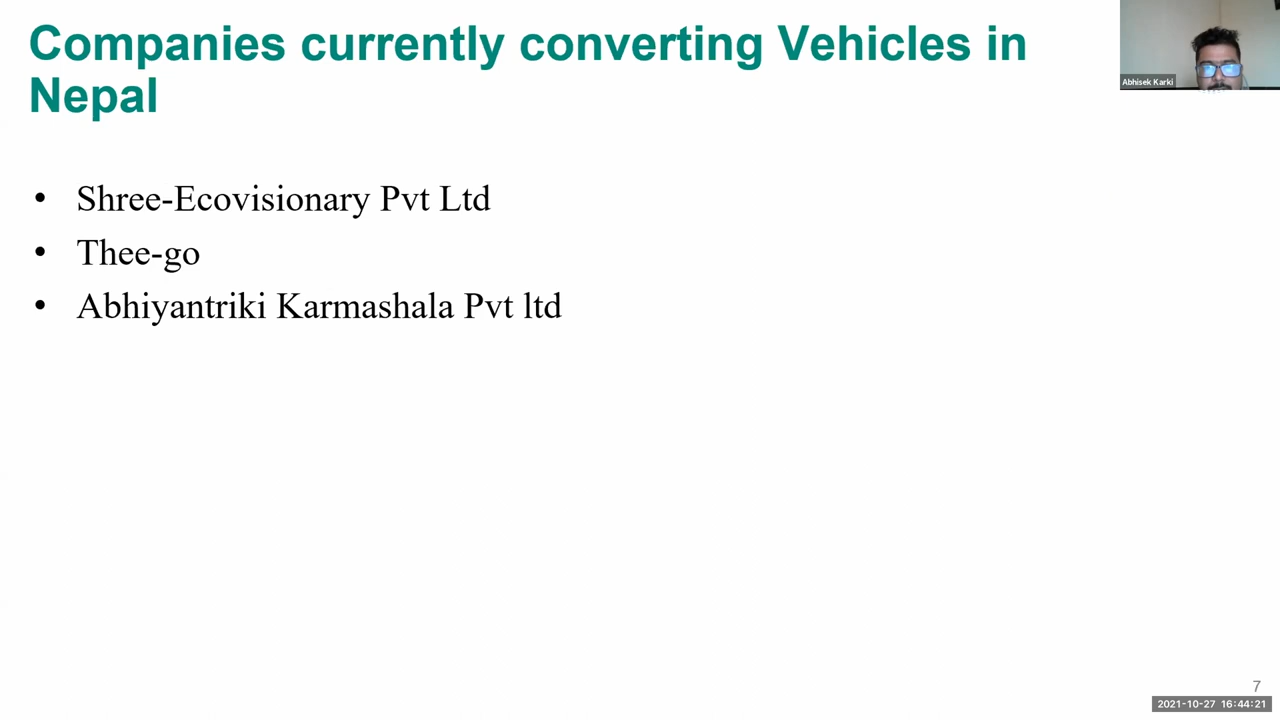 Companies currently converting Vehicles in
Nepal
Abhisek Karki
• Shree-Ecovisionary Pvt Ltd
• Thee-go
• Abhiyantriki Karmashala Pvt ltd
7
2021-10-27 16:44:21